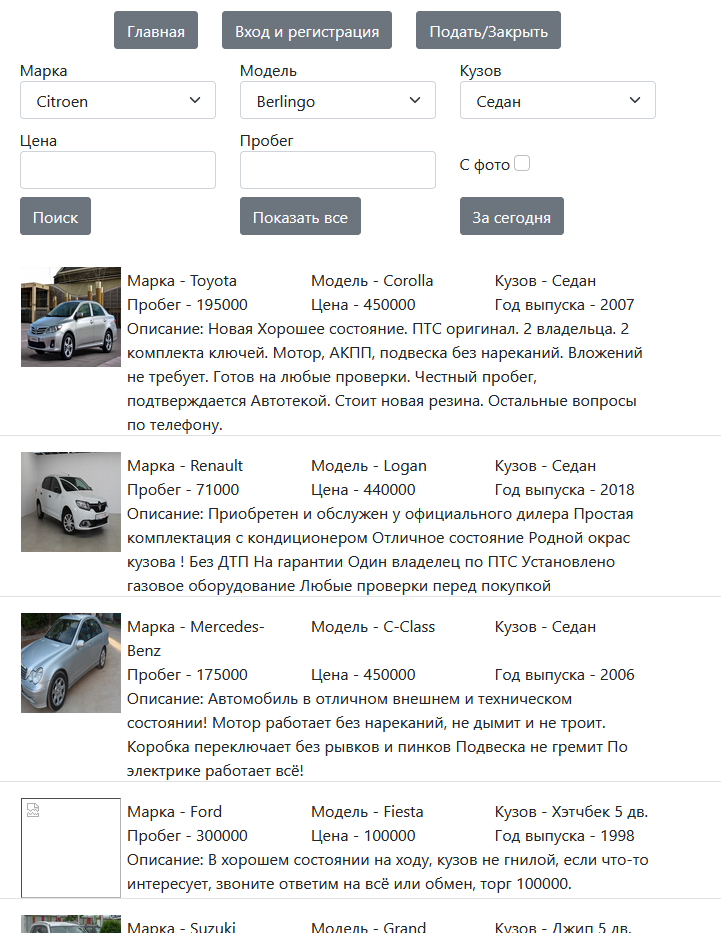 Главная Вход и регистрация Подать/Закрыть
Марка Модель Кузов
Citroen Berlingo Седан
Цена Пробег
С фото
Поиск Показать все За сегодня
Марка - Toyota Модель - Corolla Кузов - Седан
Пробег - 195000 Цена - 450000 Год выпуска - 2007
Описание: Новая Хорошее состояние. ПТС оригинал. 2 владельца. 2
комплекта ключей. Мотор, АКПП, подвеска без нареканий. Вложений
не требует. Готов на любые проверки. Честный пробег,
подтверждается Автотекой. Стоит новая резина. Остальные вопросы
по телефону.
Марка - Renault Модель - Logan Кузов - Седан
Пробег - 71000 Цена - 440000 Год выпуска - 2018
Описание: Приобретен и обслужен у официального дилера Простая
комплектация с кондиционером Отличное состояние Родной окрас
кузова ! Без ДТП На гарантии Один владелец по ПТС Установлено
газовое оборудование Любые проверки перед покупкой
Марка - Mercedes- Модель - C-Class Кузов - Седан
Benz
Пробег - 175000 Цена - 450000 Год выпуска - 2006
Описание: Автомобиль в отличном внешнем и техническом
состоянии! Мотор работает без нареканий, не дымит и не троит.
Коробка переключает без рывков и пинков Подвеска не гремит По
электрике работает всё!
Марка - Ford Модель - Fiesta Кузов - Хэтчбек 5 дв.
Пробег - 300000 Цена - 100000 Год выпуска - 1998
Описание: В хорошем состоянии на ходу, кузов не гнилой, если что-то
интересует, звоните ответим на всё или обмен, торг 100000.
Марка - Suzuki Модель - Grand Кузов - Джип 5 дв.